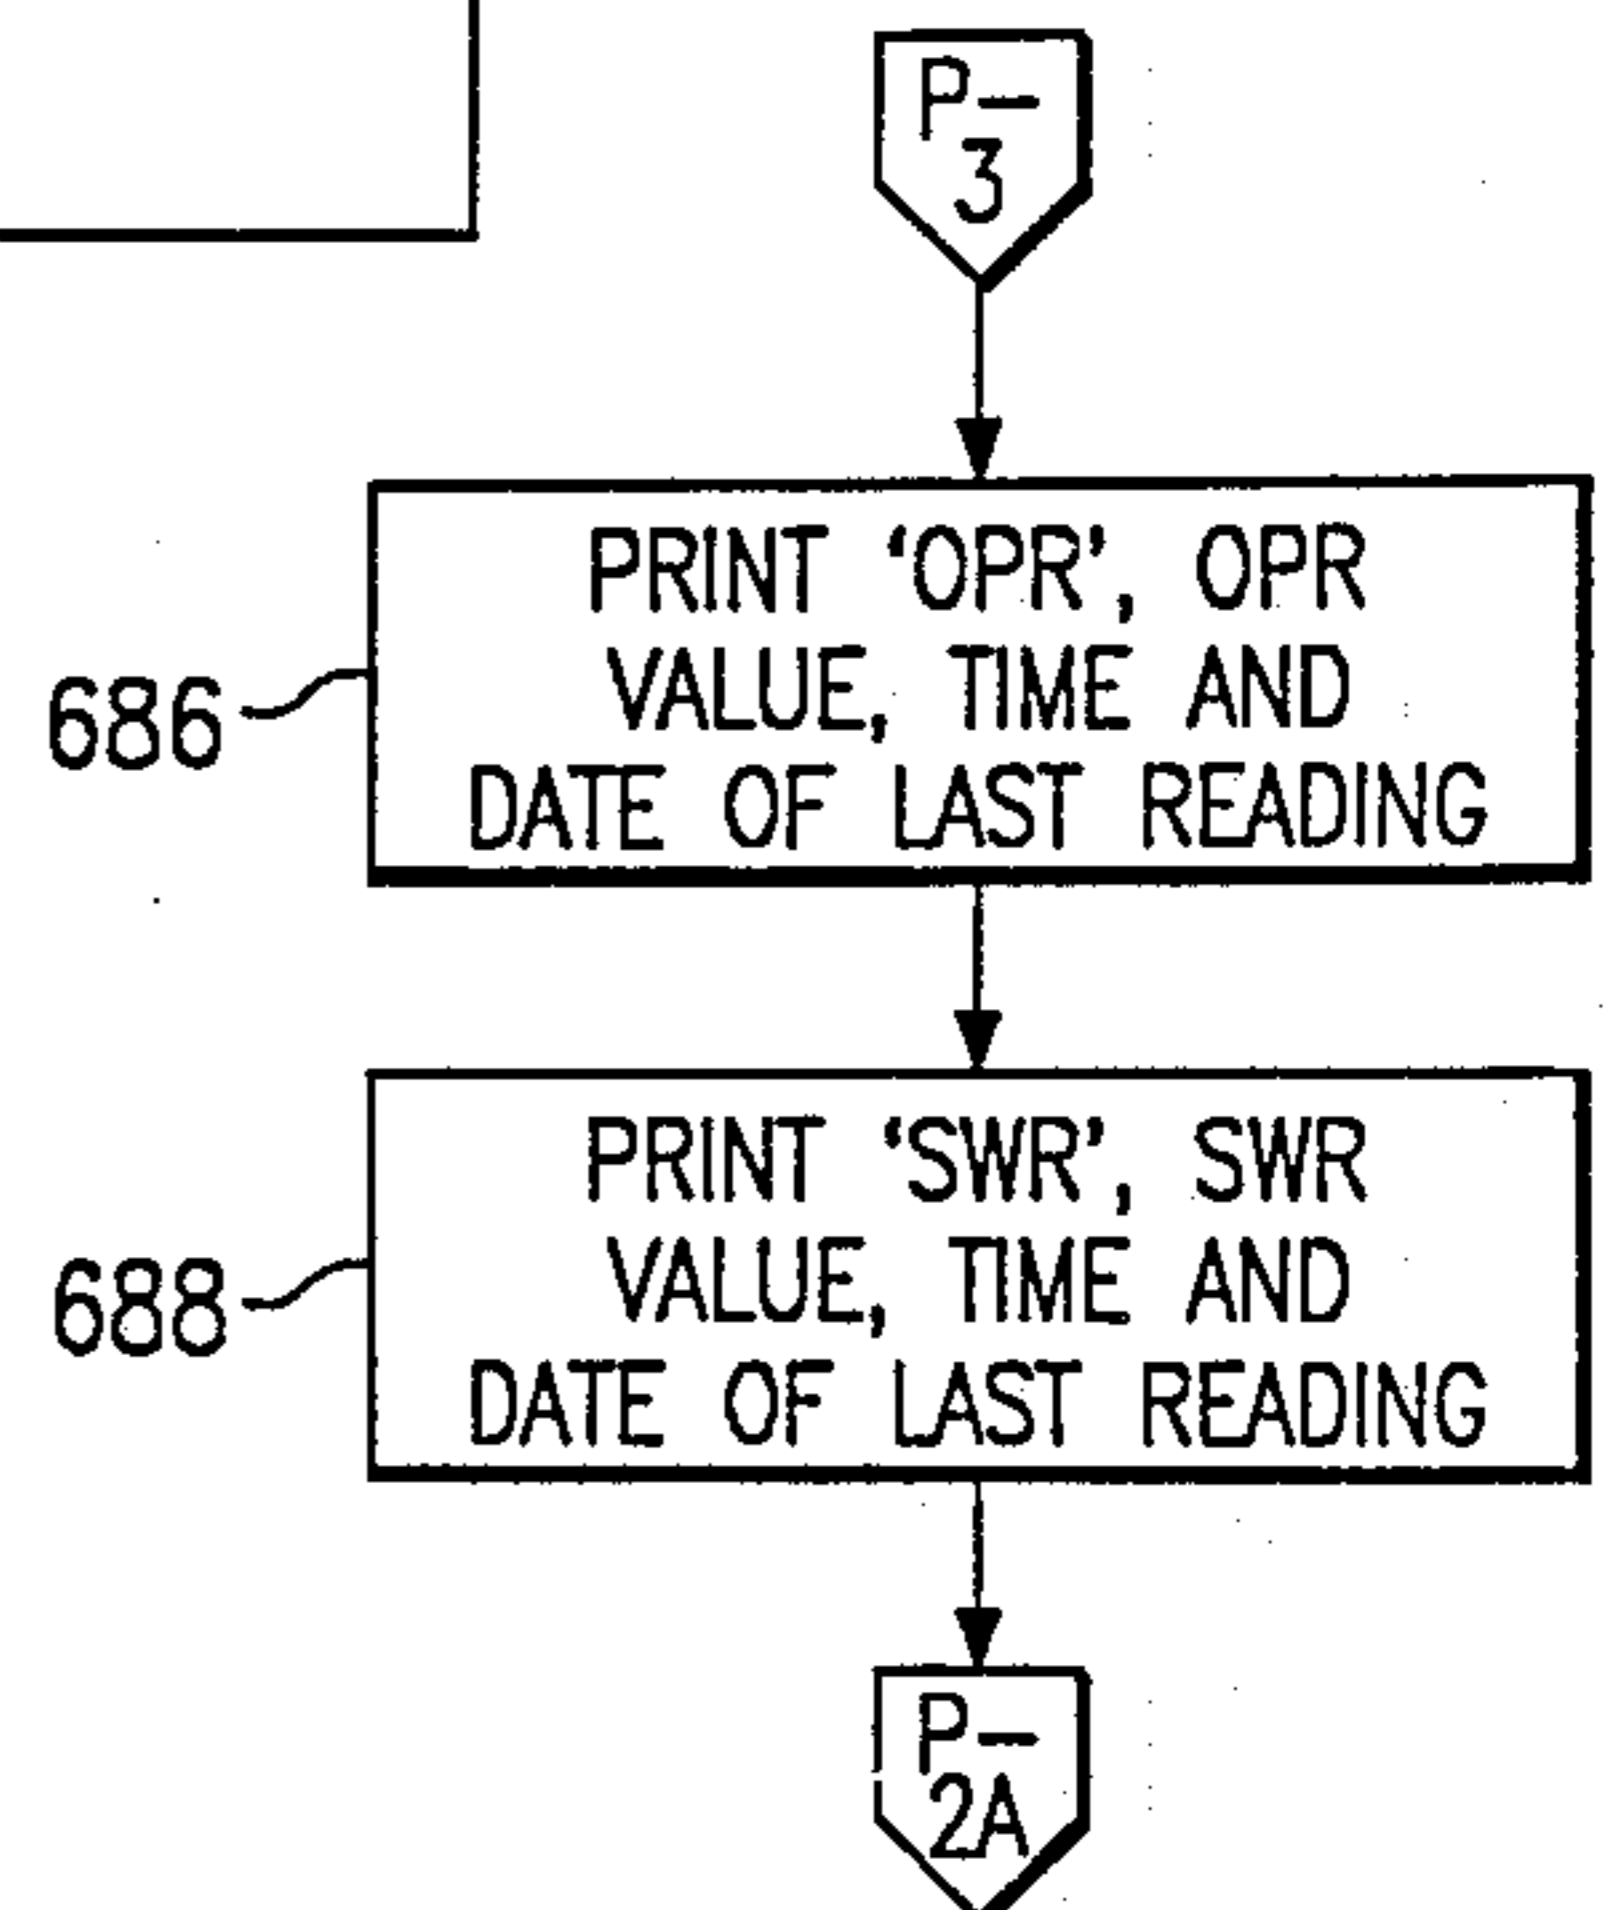 P-
3
PRINT 'OPR', OPR
VALUE, TIME AND
DATE OF LAST READING
686
PRINT 'SWR', SWR
VALUE, TIME AND
DATE OF LAST READING
688
P-
2A